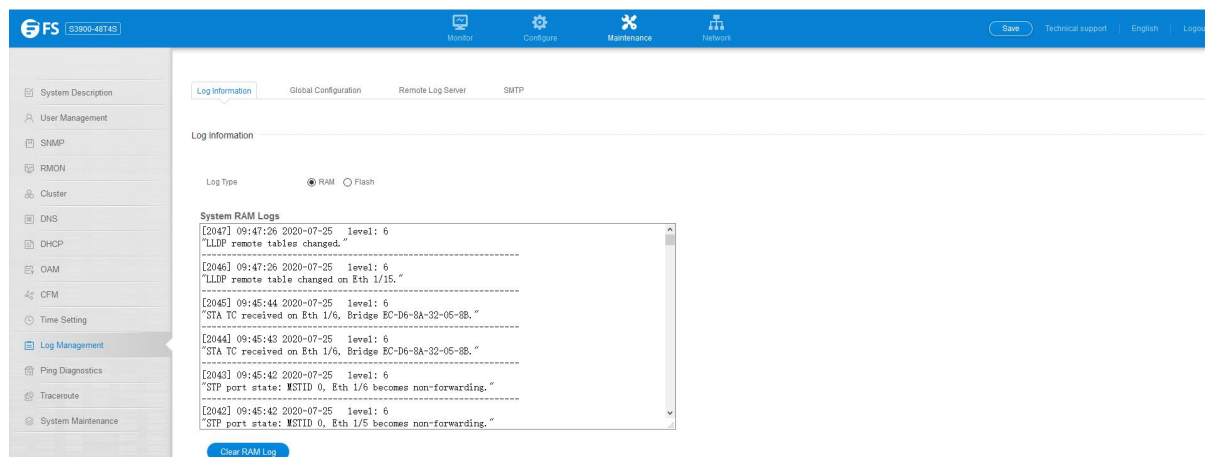 FS S3900-48T4S
Monitor Configure Maintenance Network
Save Technical support English Logou
System Description
User Management
SNMP
RMON
Cluster
DNS
DHCP
OAM
CFM
Time Setting
Log Management
Ping Diagnostics
Traceroute
System Maintenance
Log Information Global Configuration Remote Log Server SMTP
Log Information
Log Type RAM Flash
System RAM Logs
[2047] 09:47:26 2020-07-25 level: 6
"LLDP remote tables changed."
[2046] 09:47:26 2020-07-25 level: 6
"LLDP remote table changed on Eth 1/15."
[2045] 09:45:44 2020-07-25 level: 6
"STA TC received on Eth 1/6, Bridge EC-D6-8A-32-05-8B."
[2044] 09:45:43 2020-07-25 level: 6
"STA TC received on Eth 1/6, Bridge EC-D6-8A-32-05-8B."
[2043] 09:45:42 2020-07-25 level: 6
"STP port state: MSTID 0, Eth 1/6 becomes non-forwarding."
[2042] 09:45:42 2020-07-25 level: 6
"STP port state: MSTID 0, Eth 1/5 becomes non-forwarding."
Clear RAM Log